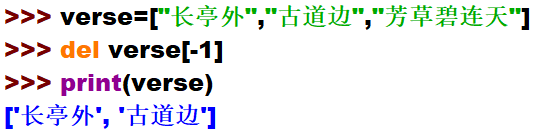 >>> verse=["长亭外","古道边","芳草碧连天"]
>>> del verse[-1]
>>> print(verse)
['长亭外', '古道边']